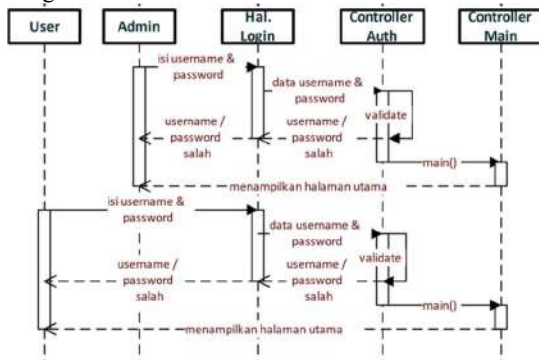 User
Admin
Hal.
Login
Controller
Auth
Controller
Main
isi username &
password
data username &
password
validate
username /
password
salah
username /
password
salah
main()
menampilkan halaman utama
isi username &
password
data username &
password
validate
username /
password
salah
username /
password
salah
main()
menampilkan halaman utama